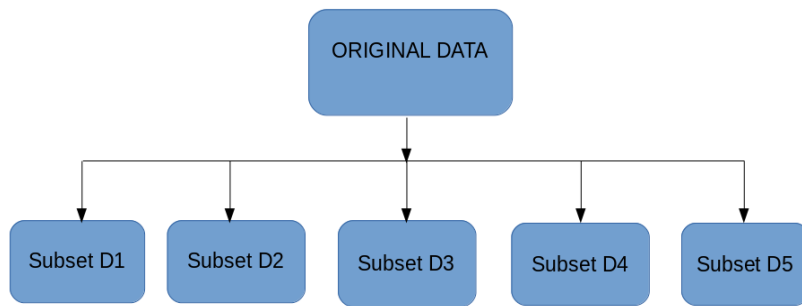 ORIGINAL DATA
Subset D1
Subset D2
Subset D3
Subset D4
Subset D5